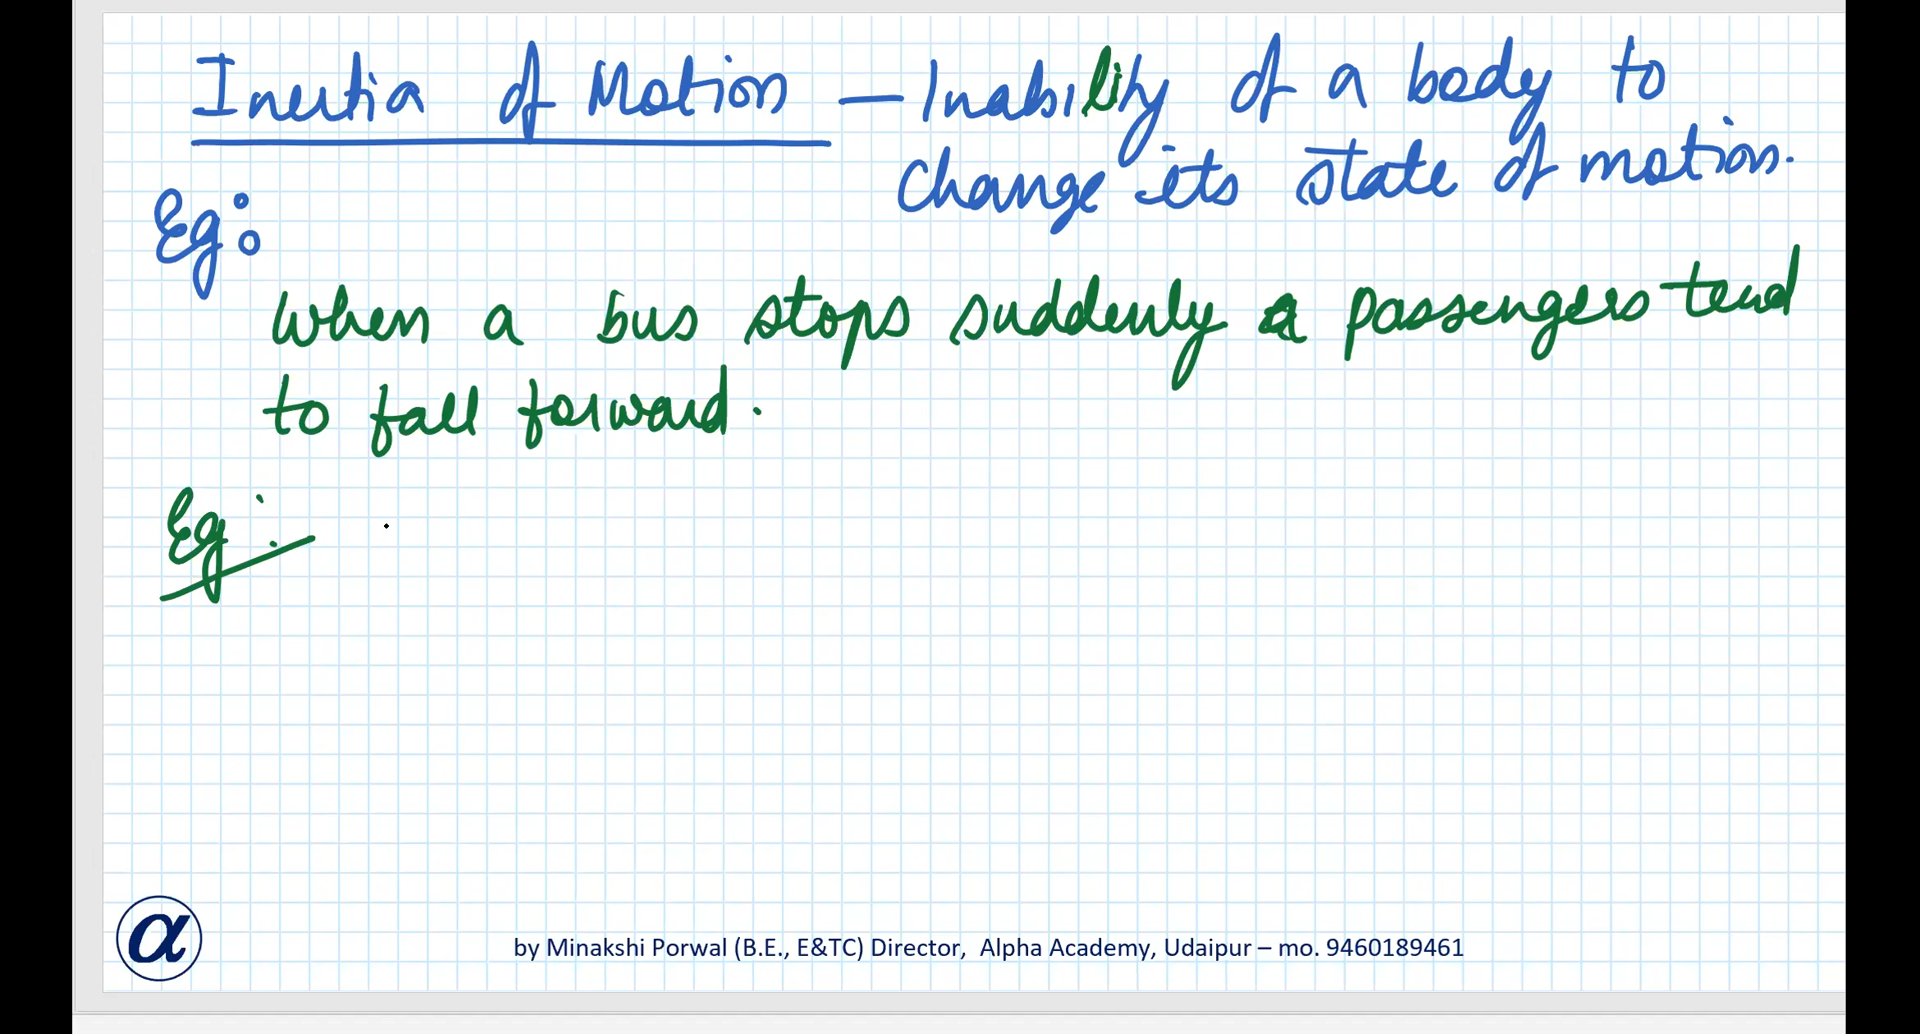 Inertia of Motion — Inability of a body to
change its state of motion.
Eg:
When a bus stops suddenly a passengers tend
to fall forward.
Eg:
α
by Minakshi Porwal (B.E., E&TC) Director, Alpha Academy, Udaipur – mo. 9460189461